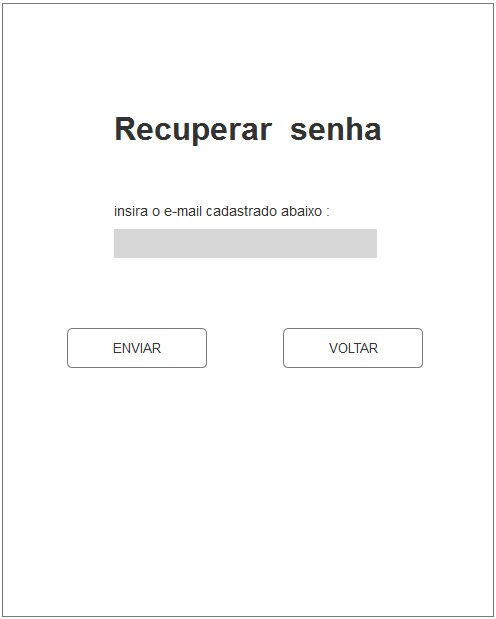 Recuperar senha
insira o e-mail cadastrado abaixo :
ENVIAR
VOLTAR